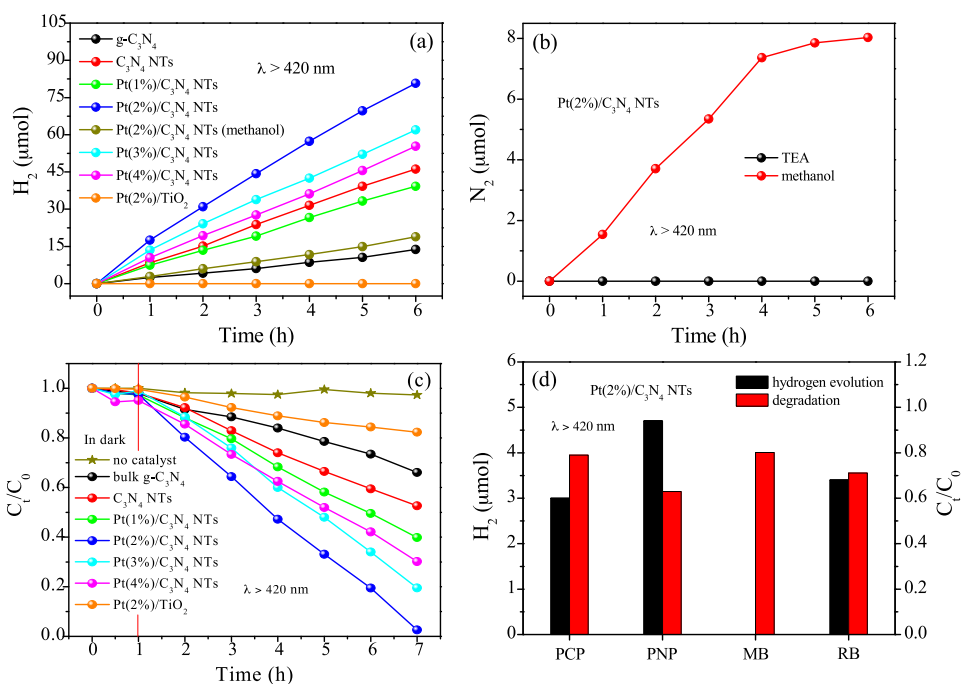 (a)
105
90
75
60
45
30
15
0
H₂ (μmol)
g-C₃N₄
C₃N₄ NTs
Pt(1%)/C₃N₄ NTs
Pt(2%)/C₃N₄ NTs
Pt(2%)/C₃N₄ NTs (methanol)
Pt(3%)/C₃N₄ NTs
Pt(4%)/C₃N₄ NTs
Pt(2%)/TiO₂
λ > 420 nm
0 1 2 3 4 5 6
Time (h)
(b)
8
6
4
2
0
N₂ (μmol)
Pt(2%)/C₃N₄ NTs
TEA
methanol
λ > 420 nm
0 1 2 3 4 5 6
Time (h)
(c)
1.0
0.8
0.6
0.4
0.2
0.0
Cₜ/C₀
In dark
no catalyst
bulk g-C₃N₄
C₃N₄ NTs
Pt(1%)/C₃N₄ NTs
Pt(2%)/C₃N₄ NTs
Pt(3%)/C₃N₄ NTs
Pt(4%)/C₃N₄ NTs
Pt(2%)/TiO₂
λ > 420 nm
0 1 2 3 4 5 6 7
Time (h)
(d)
6
5
4
3
2
1
0
H₂ (μmol)
Pt(2%)/C₃N₄ NTs
hydrogen evolution
degradation
λ > 420 nm
1.2
1.0
0.8
0.6
0.4
0.2
0.0
Cₜ/C₀
PCP PNP MB RB